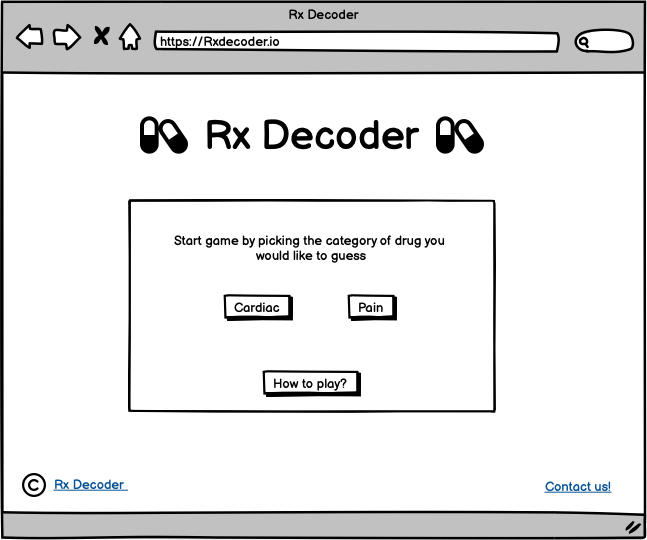 Rx Decoder
https://Rxdecoder.io
Rx Decoder
Start game by picking the category of drug you
would like to guess
Cardiac
Pain
How to play?
© Rx Decoder
Contact us!